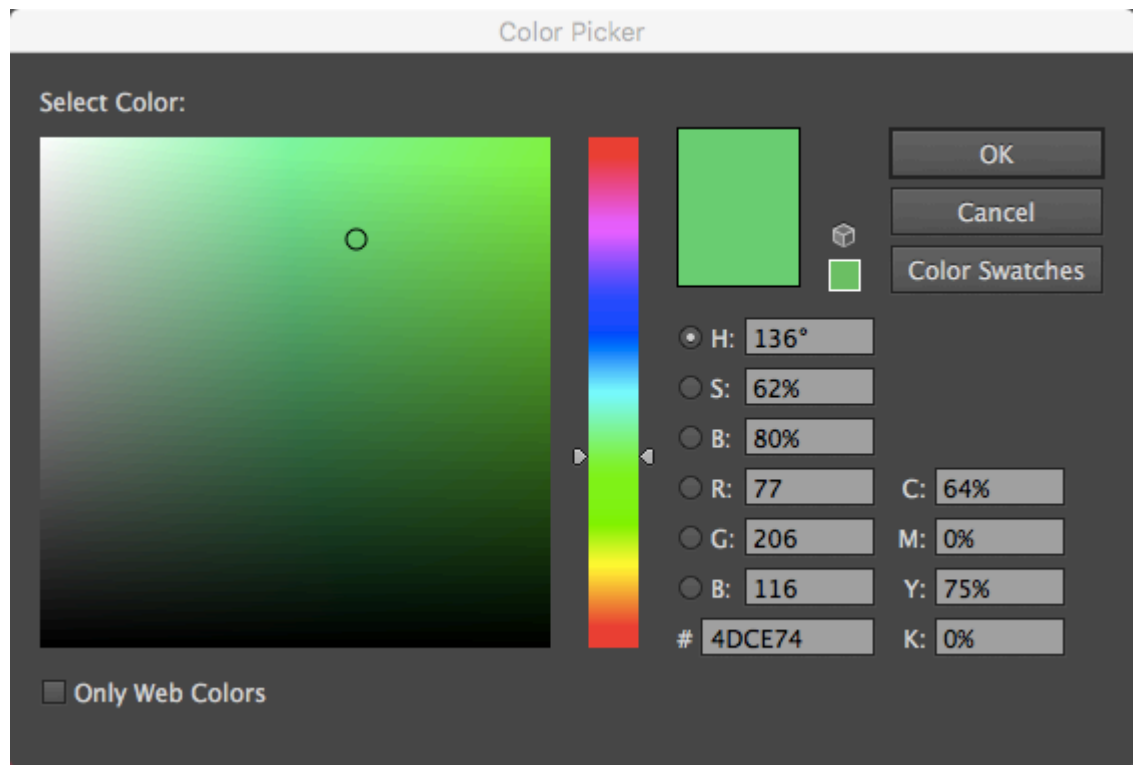 Color Picker
Select Color:
OK
Cancel
Color Swatches
H: 136°
S: 62%
B: 80%
R: 77 C: 64%
G: 206 M: 0%
B: 116 Y: 75%
# 4DCE74 K: 0%
Only Web Colors